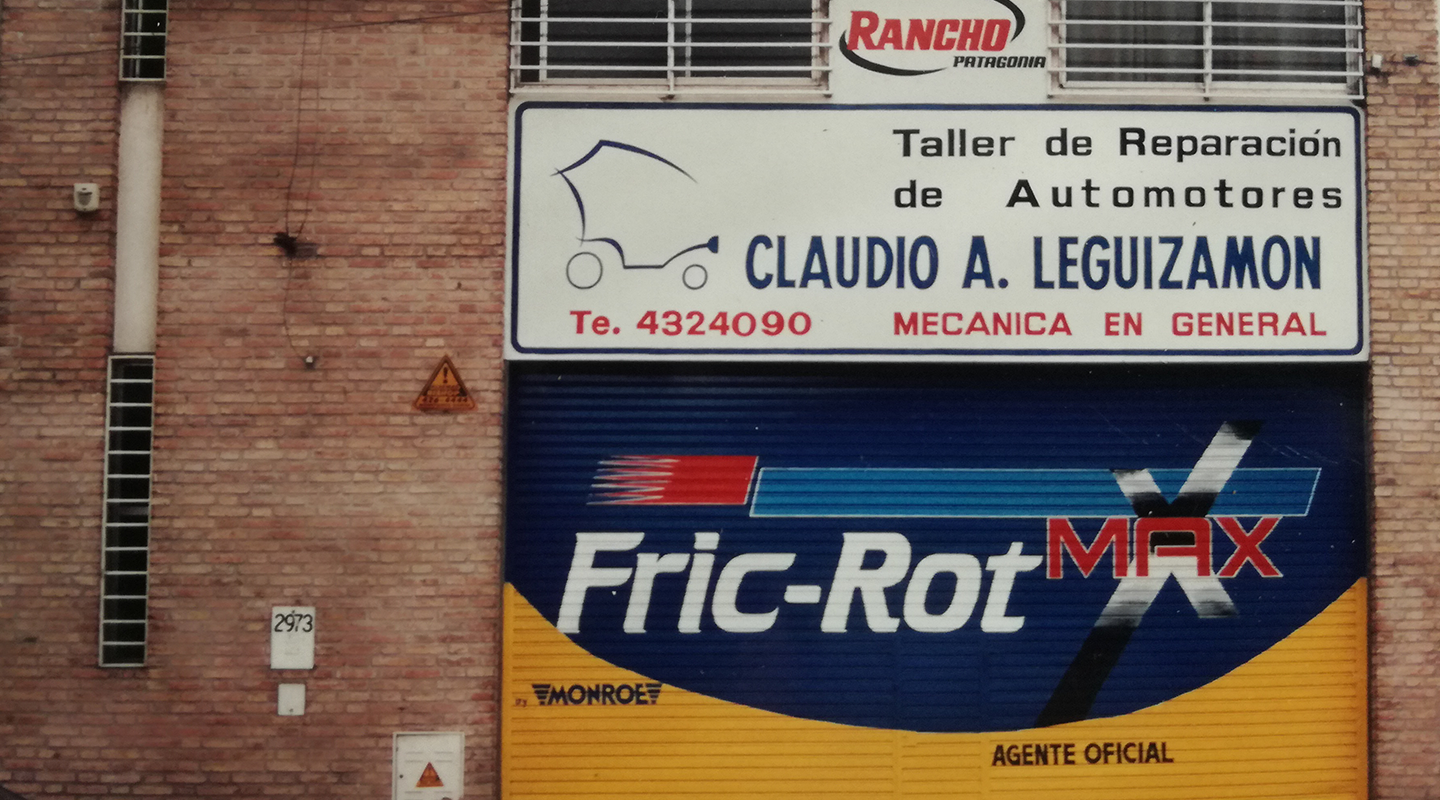 RANCHO
PATAGONIA
Taller de Reparación
de Automotores
CLAUDIO A. LEGUIZAMON
Te. 4324090 MECANICA EN GENERAL
Fric-Rot MAX
2973
By MONROE
AGENTE OFICIAL